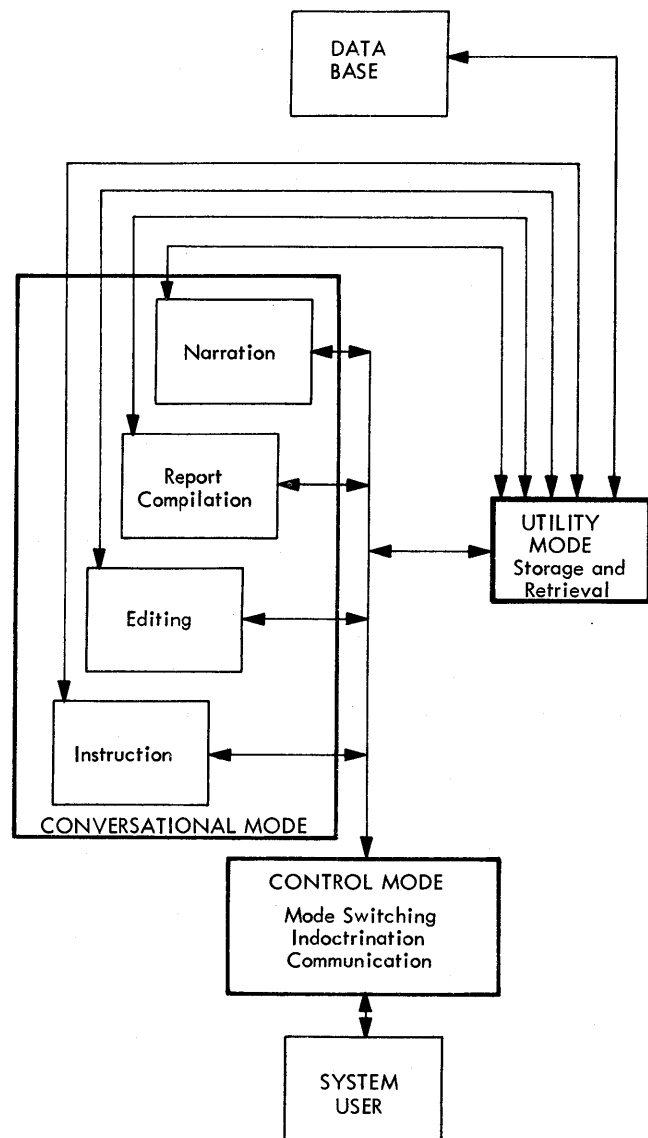 DATA
BASE
Narration
Report
Compilation
UTILITY
MODE
Storage and
Retrieval
Editing
Instruction
CONVERSATIONAL MODE
CONTROL MODE
Mode Switching
Indoctrination
Communication
SYSTEM
USER